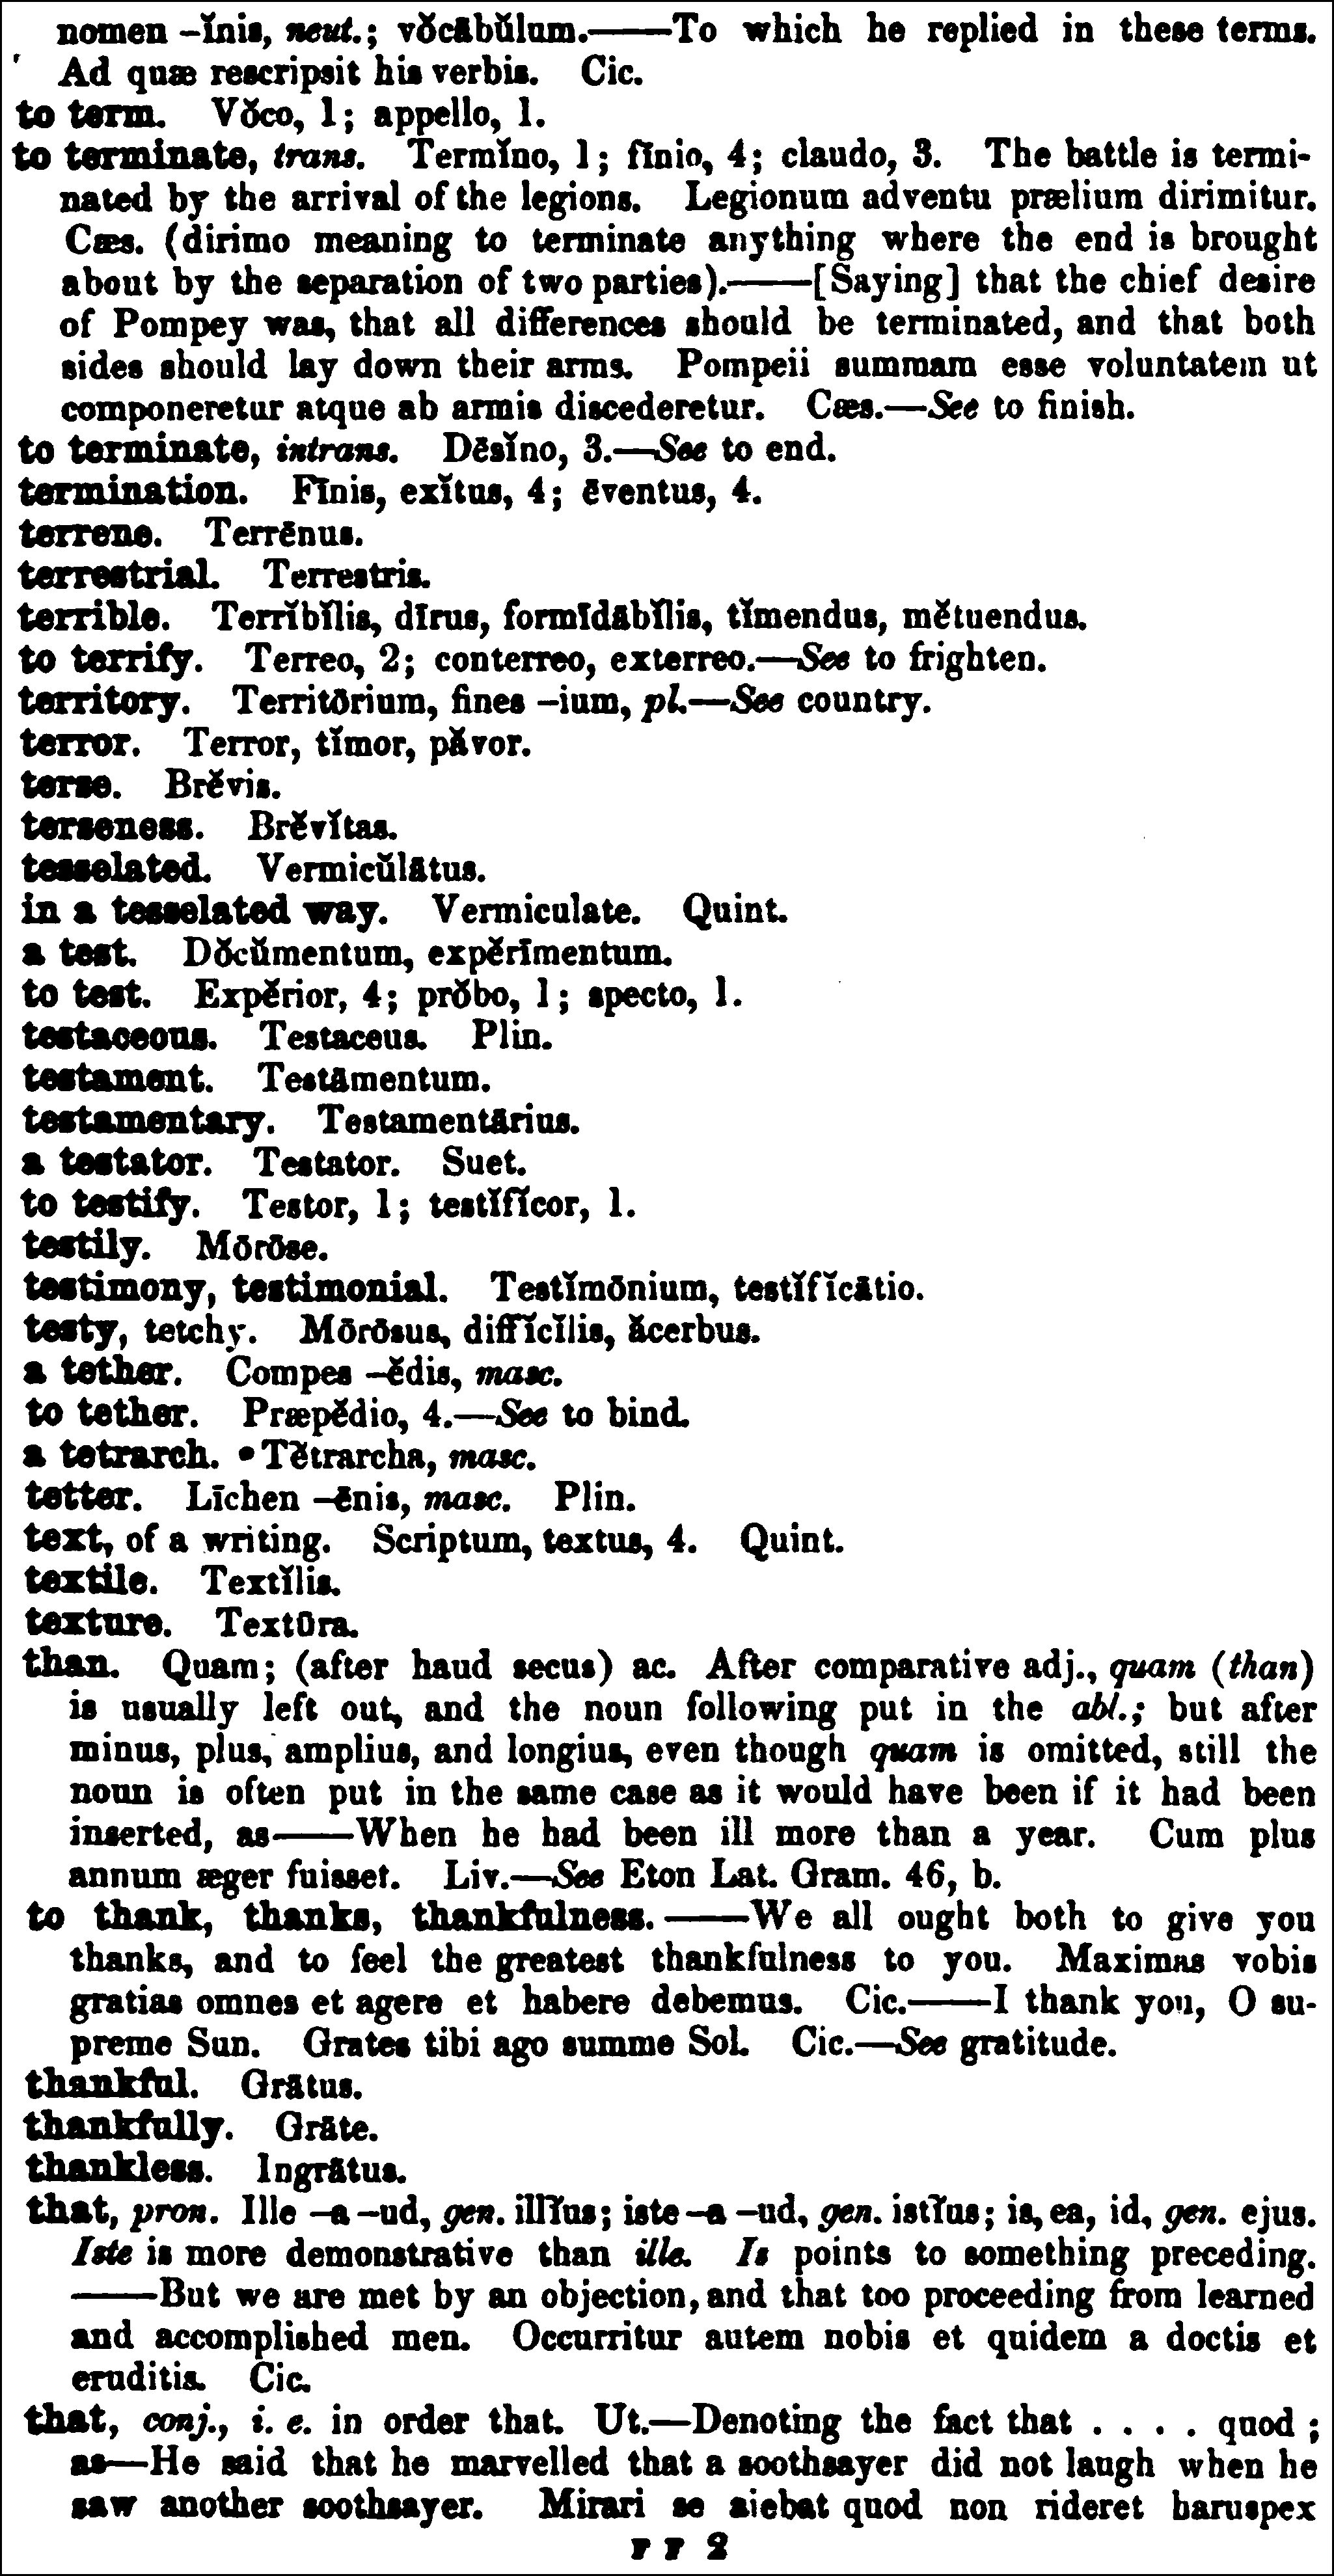 nomen –ĭnis, neut.; vŏcābŭlum.——To which he replied in these terms.
Ad quæ rescripsit his verbis. Cic.
to term. Vŏco, 1; appello, 1.
to terminate, trans. Termĭno, 1; fīnio, 4; claudo, 3. The battle is termi-
nated by the arrival of the legions. Legionum adventu prælium dirimitur.
Cæs. (dirimo meaning to terminate anything where the end is brought
about by the separation of two parties).——[Saying] that the chief desire
of Pompey was, that all differences should be terminated, and that both
sides should lay down their arms. Pompeii summam esse voluntatem ut
componeretur atque ab armis discederetur. Cæs.—See to finish.
to terminate, intrans. Dēsĭno, 3.—See to end.
termination. Fīnis, exĭtus, 4; ēventus, 4.
terrene. Terrēnus.
terrestrial. Terrestris.
terrible. Terrĭbĭlis, dīrus, formīdābĭlis, tĭmendus, mĕtuendus.
to terrify. Terreo, 2; conterreo, exterreo.—See to frighten.
territory. Territōrium, fines –ium, pl.—See country.
terror. Terror, tĭmor, păvor.
terse. Brĕvis.
terseness. Brĕvĭtas.
tesselated. Vermicŭlātus.
in a tesselated way. Vermiculate. Quint.
a test. Dŏcŭmentum, expĕrīmentum.
to test. Expĕrior, 4; prŏbo, 1; specto, 1.
testaceous. Testaceus. Plin.
testament. Testāmentum.
testamentary. Testamentārius.
a testator. Testator. Suet.
to testify. Testor, 1; testĭfĭcor, 1.
testily. Mōrōse.
testimony, testimonial. Testĭmōnium, testĭfĭcātio.
testy, tetchy. Mōrōsus, diffĭcĭlis, ăcerbus.
a tether. Compes –ĕdis, masc.
to tether. Præpĕdio, 4.—See to bind.
a tetrarch. •Tĕtrarcha, masc.
tetter. Līchen –ēnis, masc. Plin.
text, of a writing. Scriptum, textus, 4. Quint.
textile. Textĭlis.
texture. Textūra.
than. Quam; (after haud secus) ac. After comparative adj., quam (than)
is usually left out, and the noun following put in the abl.; but after
minus, plus, amplius, and longius, even though quam is omitted, still the
noun is often put in the same case as it would have been if it had been
inserted, as——When he had been ill more than a year. Cum plus
annum æger fuisset. Liv.—See Eton Lat. Gram. 46, b.
to thank, thanks, thankfulness.——We all ought both to give you
thanks, and to feel the greatest thankfulness to you. Maximas vobis
gratias omnes et agere et habere debemus. Cic.——I thank you, O su-
preme Sun. Grates tibi ago summe Sol. Cic.—See gratitude.
thankful. Grātus.
thankfully. Grāte.
thankless. Ingrātus.
that, pron. Ille –a –ud, gen. illĭus; iste –a –ud, gen. istĭus; is, ea, id, gen. ejus.
Iste is more demonstrative than ille. Is points to something preceding.
——But we are met by an objection, and that too proceeding from learned
and accomplished men. Occurritur autem nobis et quidem a doctis et
eruditis. Cic.
that, conj., i. e. in order that. Ut.—Denoting the fact that . . . . quod;
as—He said that he marvelled that a soothsayer did not laugh when he
saw another soothsayer. Mirari se aiebat quod non rideret haruspex
F F 2